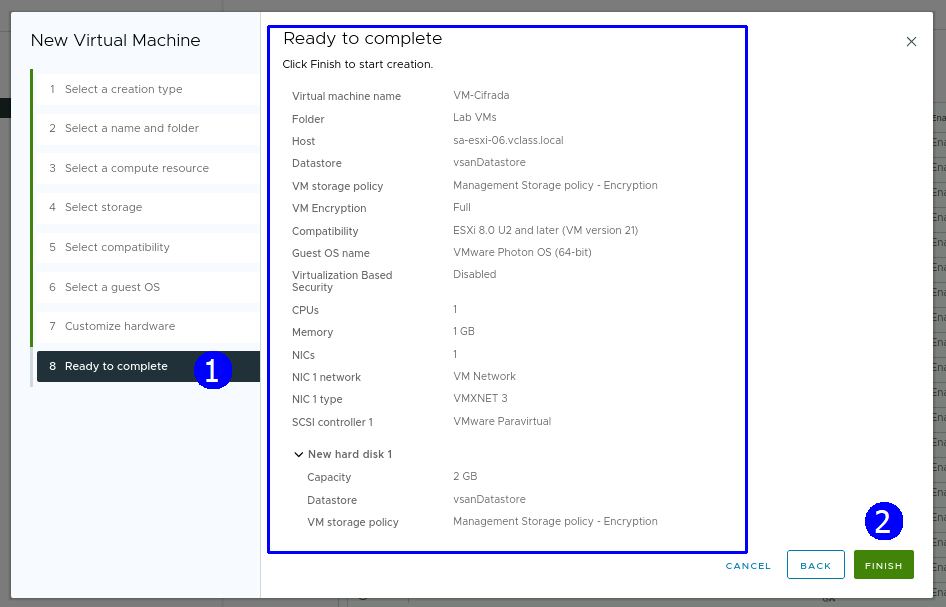 New Virtual Machine
1 Select a creation type
2 Select a name and folder
3 Select a compute resource
4 Select storage
5 Select compatibility
6 Select a guest OS
7 Customize hardware
8 Ready to complete
1
Ready to complete
Click Finish to start creation.
Virtual machine name VM-Cifrada
Folder Lab VMs
Host sa-esxi-06.vclass.local
Datastore vsanDatastore
VM storage policy Management Storage policy - Encryption
VM Encryption Full
Compatibility ESXi 8.0 U2 and later (VM version 21)
Guest OS name VMware Photon OS (64-bit)
Virtualization Based Disabled
Security
CPUs 1
Memory 1 GB
NICs 1
NIC 1 network VM Network
NIC 1 type VMXNET 3
SCSI controller 1 VMware Paravirtual
New hard disk 1
Capacity 2 GB
Datastore vsanDatastore
VM storage policy Management Storage policy - Encryption
2
CANCEL BACK FINISH